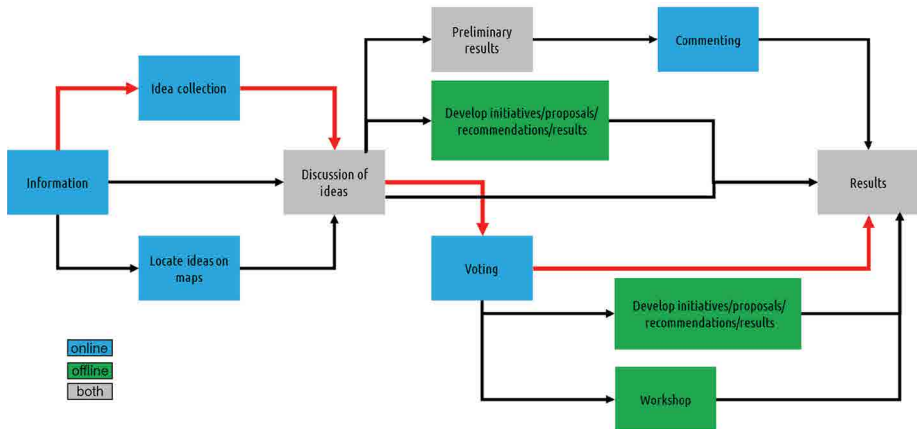 Preliminary
results
Commenting
Idea collection
Develop initiatives/proposals/
recommendations/results
Information
Discussion of
ideas
Results
Locate ideas on
maps
Voting
Develop initiatives/proposals/
recommendations/results
Workshop
online
offline
both